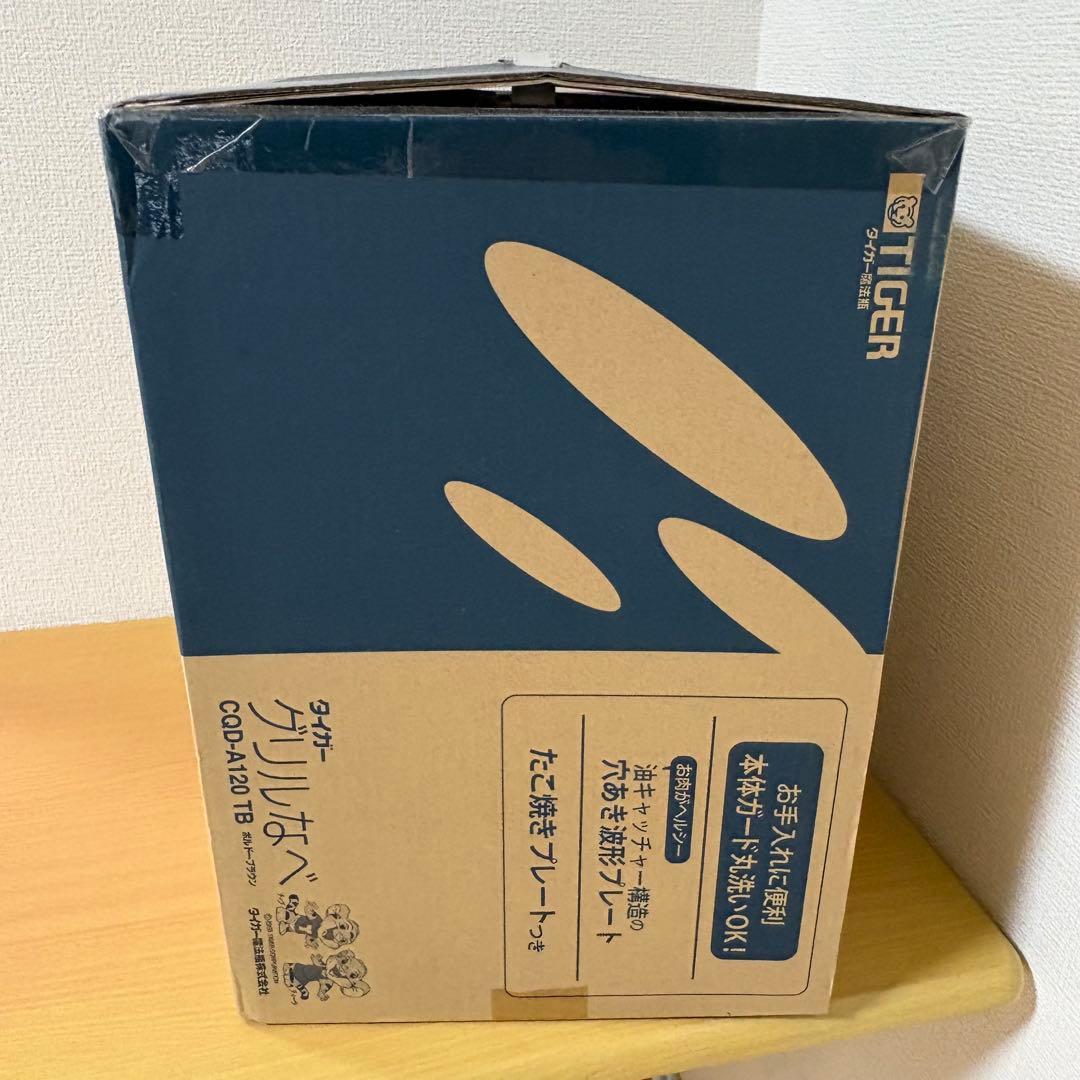 TIGER
タイガー魔法瓶
お手入れに便利
本体ガード丸洗いOK!
お肉がヘルシー
油キャッチャー構造の
穴あき波形プレート
たこ焼きプレートつき
タイガー
グリルなべ
CQD-A120 TB ボルドーブラウン
タイガー魔法瓶株式会社